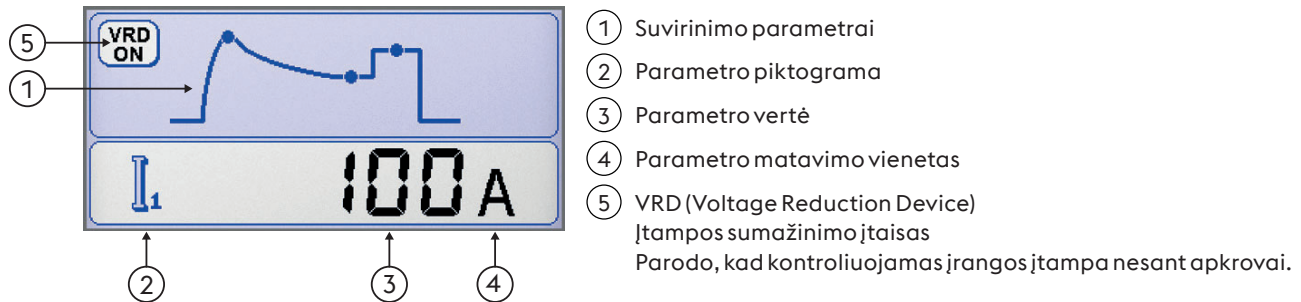 VRD
ON
5
1
I1
100 A
2
3
4
1 Suvirinimo parametrai
2 Parametro piktograma
3 Parametro vertė
4 Parametro matavimo vienetas
5 VRD (Voltage Reduction Device)
Įtampos sumažinimo įtaisas
Parodo, kad kontroliuojamas įrangos įtampa nesant apkrovai.